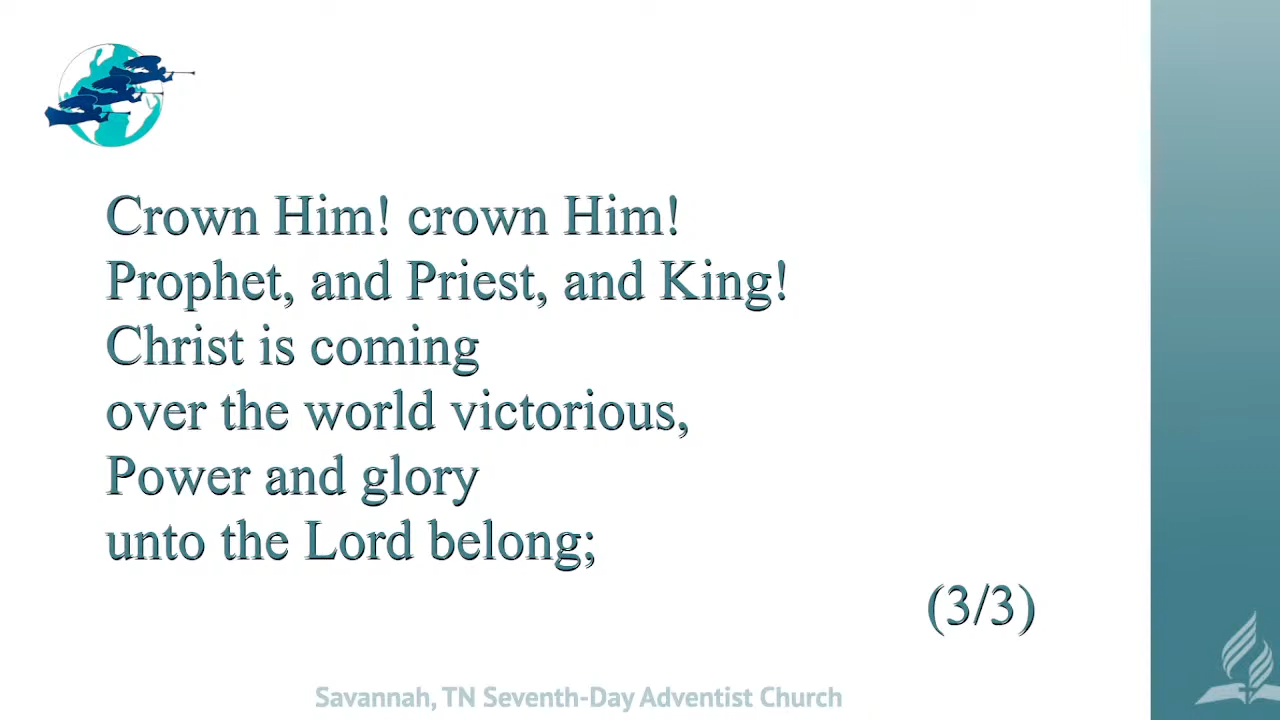 Crown Him! crown Him!
Prophet, and Priest, and King!
Christ is coming
over the world victorious,
Power and glory
unto the Lord belong;
(3/3)
Savannah, TN Seventh-Day Adventist Church